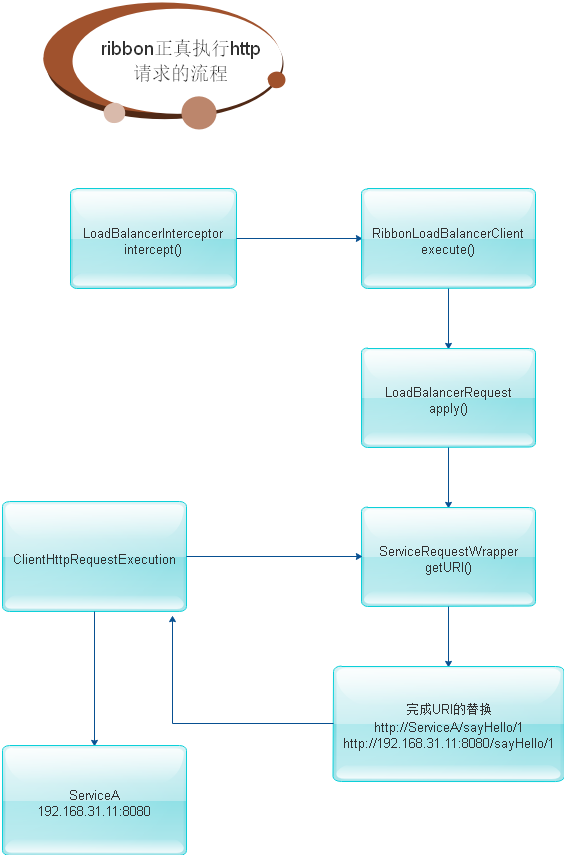 ribbon正真执行http
请求的流程
LoadBalancerInterceptor
intercept()
RibbonLoadBalancerClient
execute()
LoadBalancerRequest
apply()
ClientHttpRequestExecution
ServiceRequestWrapper
getURI()
完成URI的替换
http://ServiceA/sayHello/1
http://192.168.31.11:8080/sayHello/1
ServiceA
192.168.31.11:8080